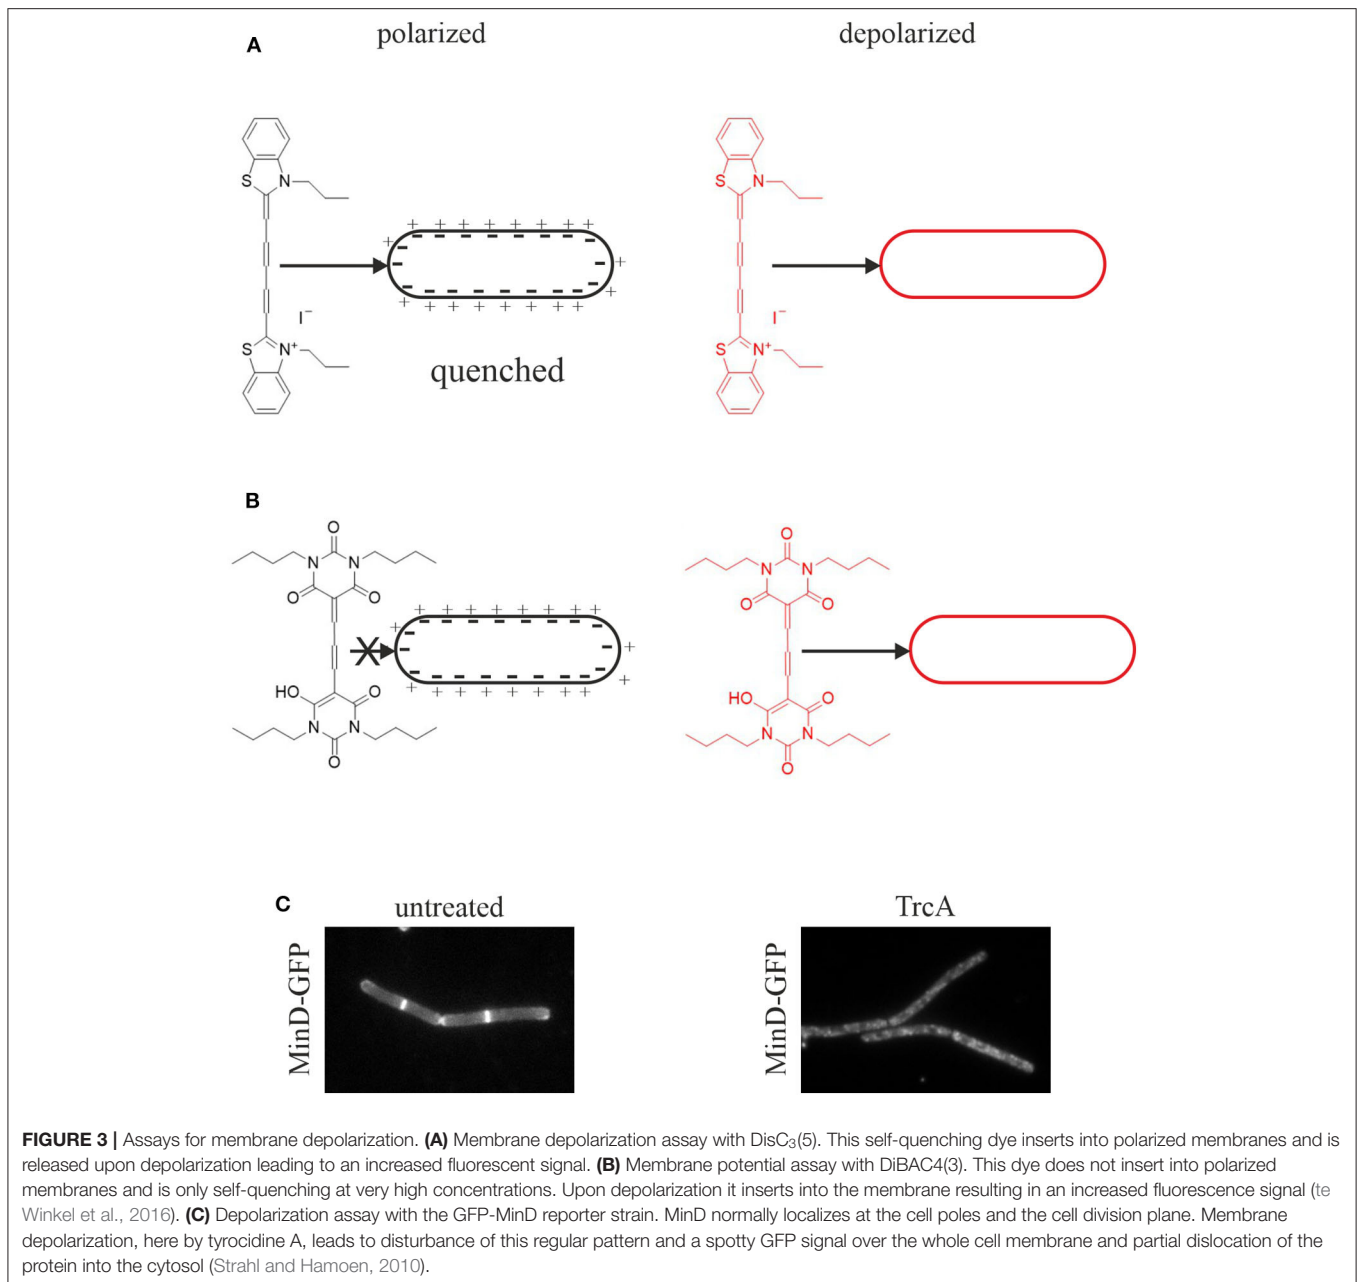 A
polarized
depolarized
S
N
I⁻
S
N⁺
quenched
S
N
I⁻
S
N⁺
+ + + + + + + +
+
+
+
+ + + + + + + +
- - - - - - - -
- -
- -
- - - - - - -
B
O
N
N
O
O
HO
O
N
N
O
O
N
N
O
O
HO
O
N
N
O
X
+ + + + + + + +
+
+
+
+ + + + + + + +
- - - - - - - -
- -
- -
- - - - - - -
C
untreated
TrcA
MinD-GFP
MinD-GFP
FIGURE 3 | Assays for membrane depolarization. (A) Membrane depolarization assay with DisC₃(5). This self-quenching dye inserts into polarized membranes and is
released upon depolarization leading to an increased fluorescent signal. (B) Membrane potential assay with DiBAC4(3). This dye does not insert into polarized
membranes and is only self-quenching at very high concentrations. Upon depolarization it inserts into the membrane resulting in an increased fluorescence signal (te
Winkel et al., 2016). (C) Depolarization assay with the GFP-MinD reporter strain. MinD normally localizes at the cell poles and the cell division plane. Membrane
depolarization, here by tyrocidine A, leads to disturbance of this regular pattern and a spotty GFP signal over the whole cell membrane and partial dislocation of the
protein into the cytosol (Strahl and Hamoen, 2010).